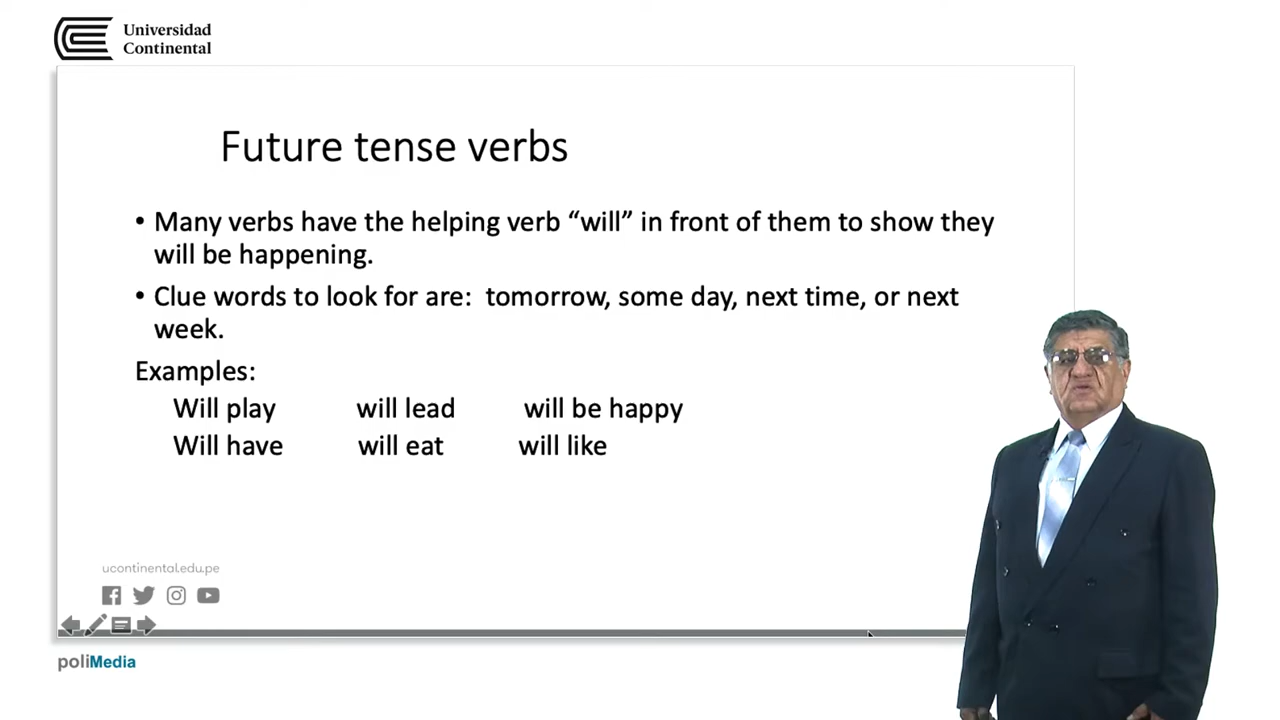 Universidad
Continental
Future tense verbs
• Many verbs have the helping verb “will” in front of them to show they
will be happening.
• Clue words to look for are: tomorrow, some day, next time, or next
week.
Examples:
Will play will lead will be happy
Will have will eat will like
ucontinental.edu.pe
poliMedia